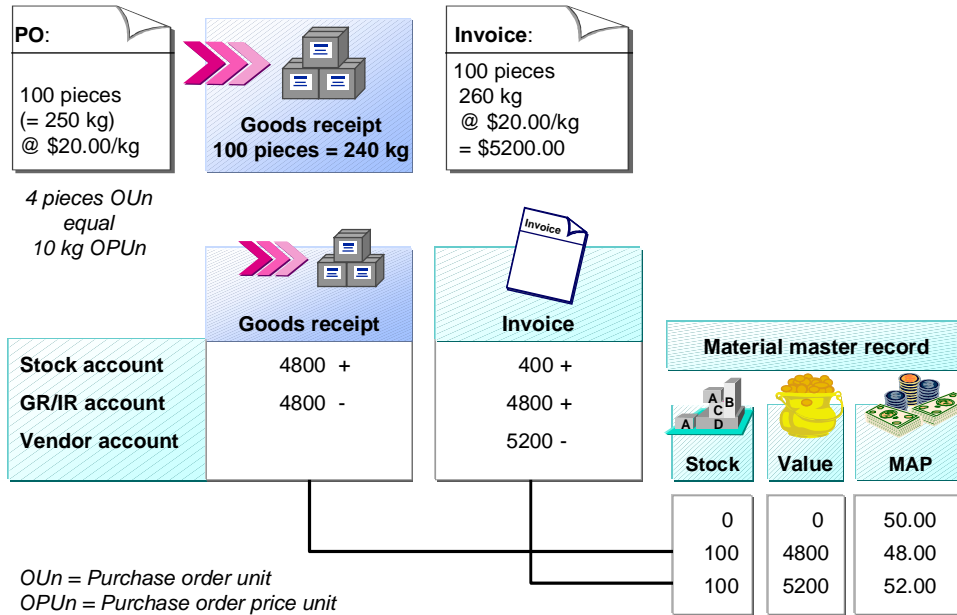 PO:
100 pieces
(= 250 kg)
@ $20.00/kg
Goods receipt
100 pieces = 240 kg
Invoice:
100 pieces
260 kg
@ $20.00/kg
= $5200.00
4 pieces OUn
equal
10 kg OPUn
Goods receipt
Invoice
Invoice
Stock account 4800 + 400 +
GR/IR account 4800 - 4800 +
Vendor account 5200 -
Material master record
A B
C
A D
Stock Value MAP
0 0 50.00
100 4800 48.00
100 5200 52.00
OUn = Purchase order unit
OPUn = Purchase order price unit